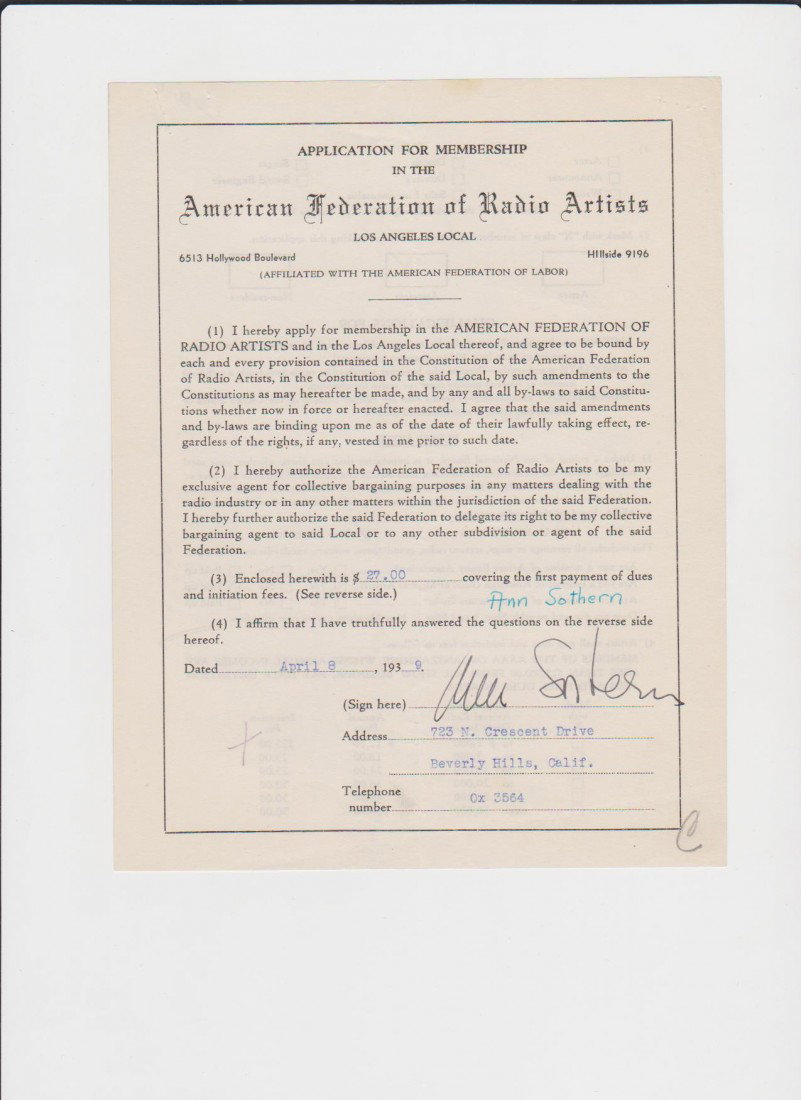 APPLICATION FOR MEMBERSHIP
IN THE
American Federation of Radio Artists
LOS ANGELES LOCAL
6513 Hollywood Boulevard HIllside 9196
(AFFILIATED WITH THE AMERICAN FEDERATION OF LABOR)
(1) I hereby apply for membership in the AMERICAN FEDERATION OF
RADIO ARTISTS and in the Los Angeles Local thereof, and agree to be bound by
each and every provision contained in the Constitution of the American Federation
of Radio Artists, in the Constitution of the said Local, by such amendments to the
Constitutions as may hereafter be made, and by any and all by-laws to said Constitu-
tions whether now in force or hereafter enacted. I agree that the said amendments
and by-laws are binding upon me as of the date of their lawfully taking effect, re-
gardless of the rights, if any, vested in me prior to such date.
(2) I hereby authorize the American Federation of Radio Artists to be my
exclusive agent for collective bargaining purposes in any matters dealing with the
radio industry or in any other matters within the jurisdiction of the said Federation.
I hereby further authorize the said Federation to delegate its right to be my collective
bargaining agent to said Local or to any other subdivision or agent of the said
Federation.
(3) Enclosed herewith is $ 27.00 covering the first payment of dues
and initiation fees. (See reverse side.) Ann Sothern
(4) I affirm that I have truthfully answered the questions on the reverse side
hereof.
Dated April 8, 1939.
(Sign here) Ann Sothern
Address 723 N. Crescent Drive
Beverly Hills, Calif.
Telephone
number Ox 3564
C